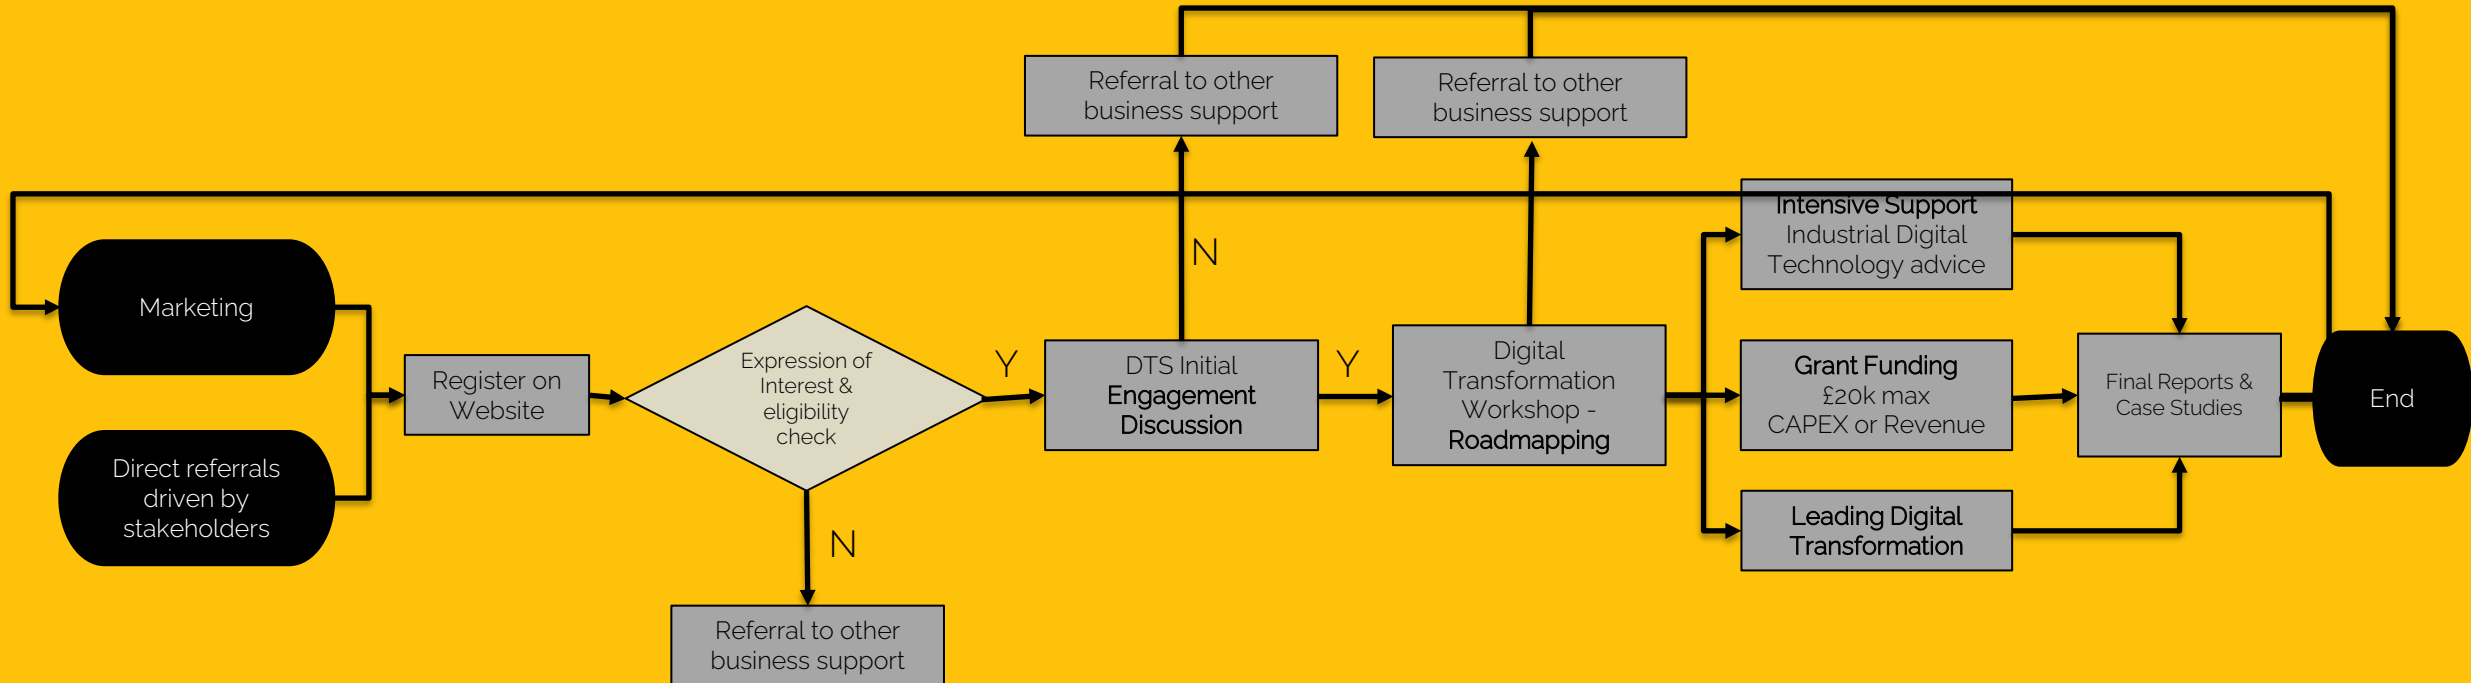 Referral to other
business support
Referral to other
business support
Intensive Support
Industrial Digital
Technology advice
N
Marketing
Register on
Website
Expression of
Interest &
eligibility
check
Y
DTS Initial
Engagement
Discussion
Y
Digital
Transformation
Workshop -
Roadmapping
Grant Funding
£20k max
CAPEX or Revenue
Final Reports &
Case Studies
End
Direct referrals
driven by
stakeholders
N
Leading Digital
Transformation
Referral to other
business support